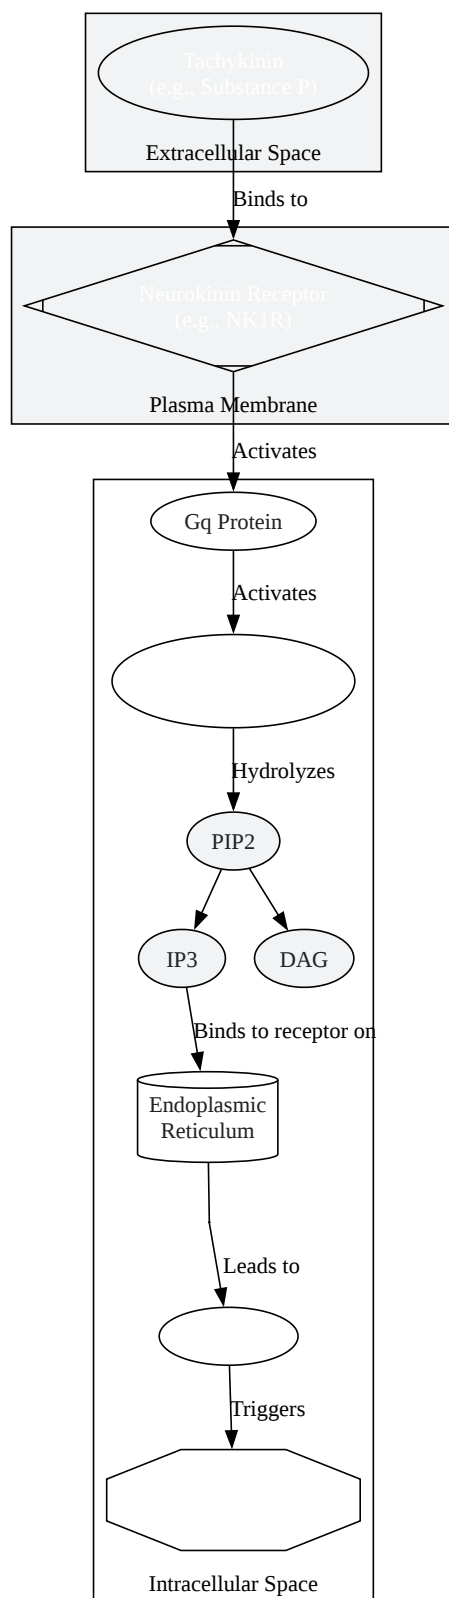 Tachykinin
(e.g., Substance P)
Extracellular Space
Binds to
Neurokinin Receptor
(e.g., NK1R)
Plasma Membrane
Activates
Gq Protein
Activates
Hydrolyzes
PIP2
IP3
DAG
Binds to receptor on
Endoplasmic
Reticulum
Leads to
Triggers
Intracellular Space